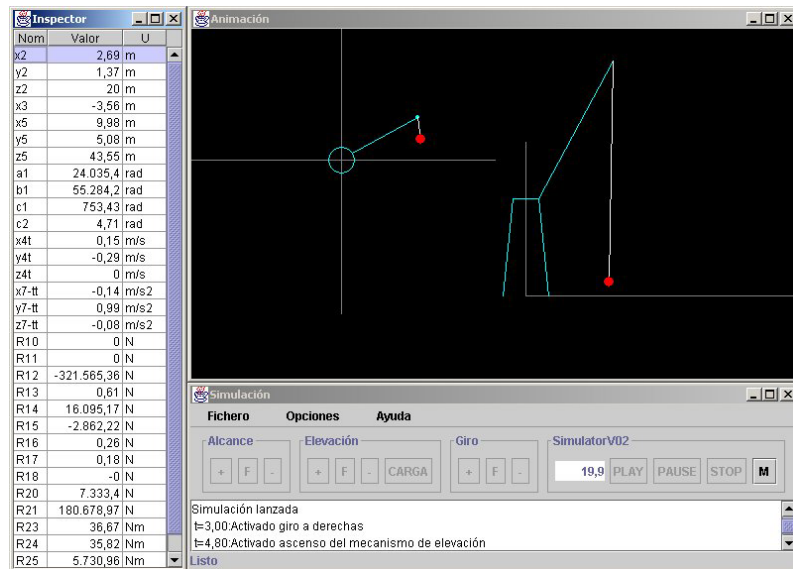 Inspector
Nom Valor U
x2 2,69 m
y2 1,37 m
z2 20 m
x3 -3,56 m
x5 9,98 m
y5 5,08 m
z5 43,55 m
a1 24.035,4 rad
b1 55.284,2 rad
c1 753,43 rad
c2 4,71 rad
x4t 0,15 m/s
y4t -0,29 m/s
z4t 0 m/s
x7-tt -0,14 m/s2
y7-tt 0,99 m/s2
z7-tt -0,08 m/s2
R10 0 N
R11 0 N
R12 -321.565,36 N
R13 0,61 N
R14 16.095,17 N
R15 -2.862,22 N
R16 0,26 N
R17 0,18 N
R18 -0 N
R20 7.333,4 N
R21 180.678,97 N
R23 36,67 Nm
R24 35,82 Nm
R25 5.730,96 Nm
Animación
Simulación
Fichero Opciones Ayuda
Alcance Elevación Giro SimulatorV02
+ F - + F - CARGA + F - 19,9 PLAY PAUSE STOP M
Simulación lanzada
t=3,00:Activado giro a derechas
t=4,80:Activado ascenso del mecanismo de elevación
Listo